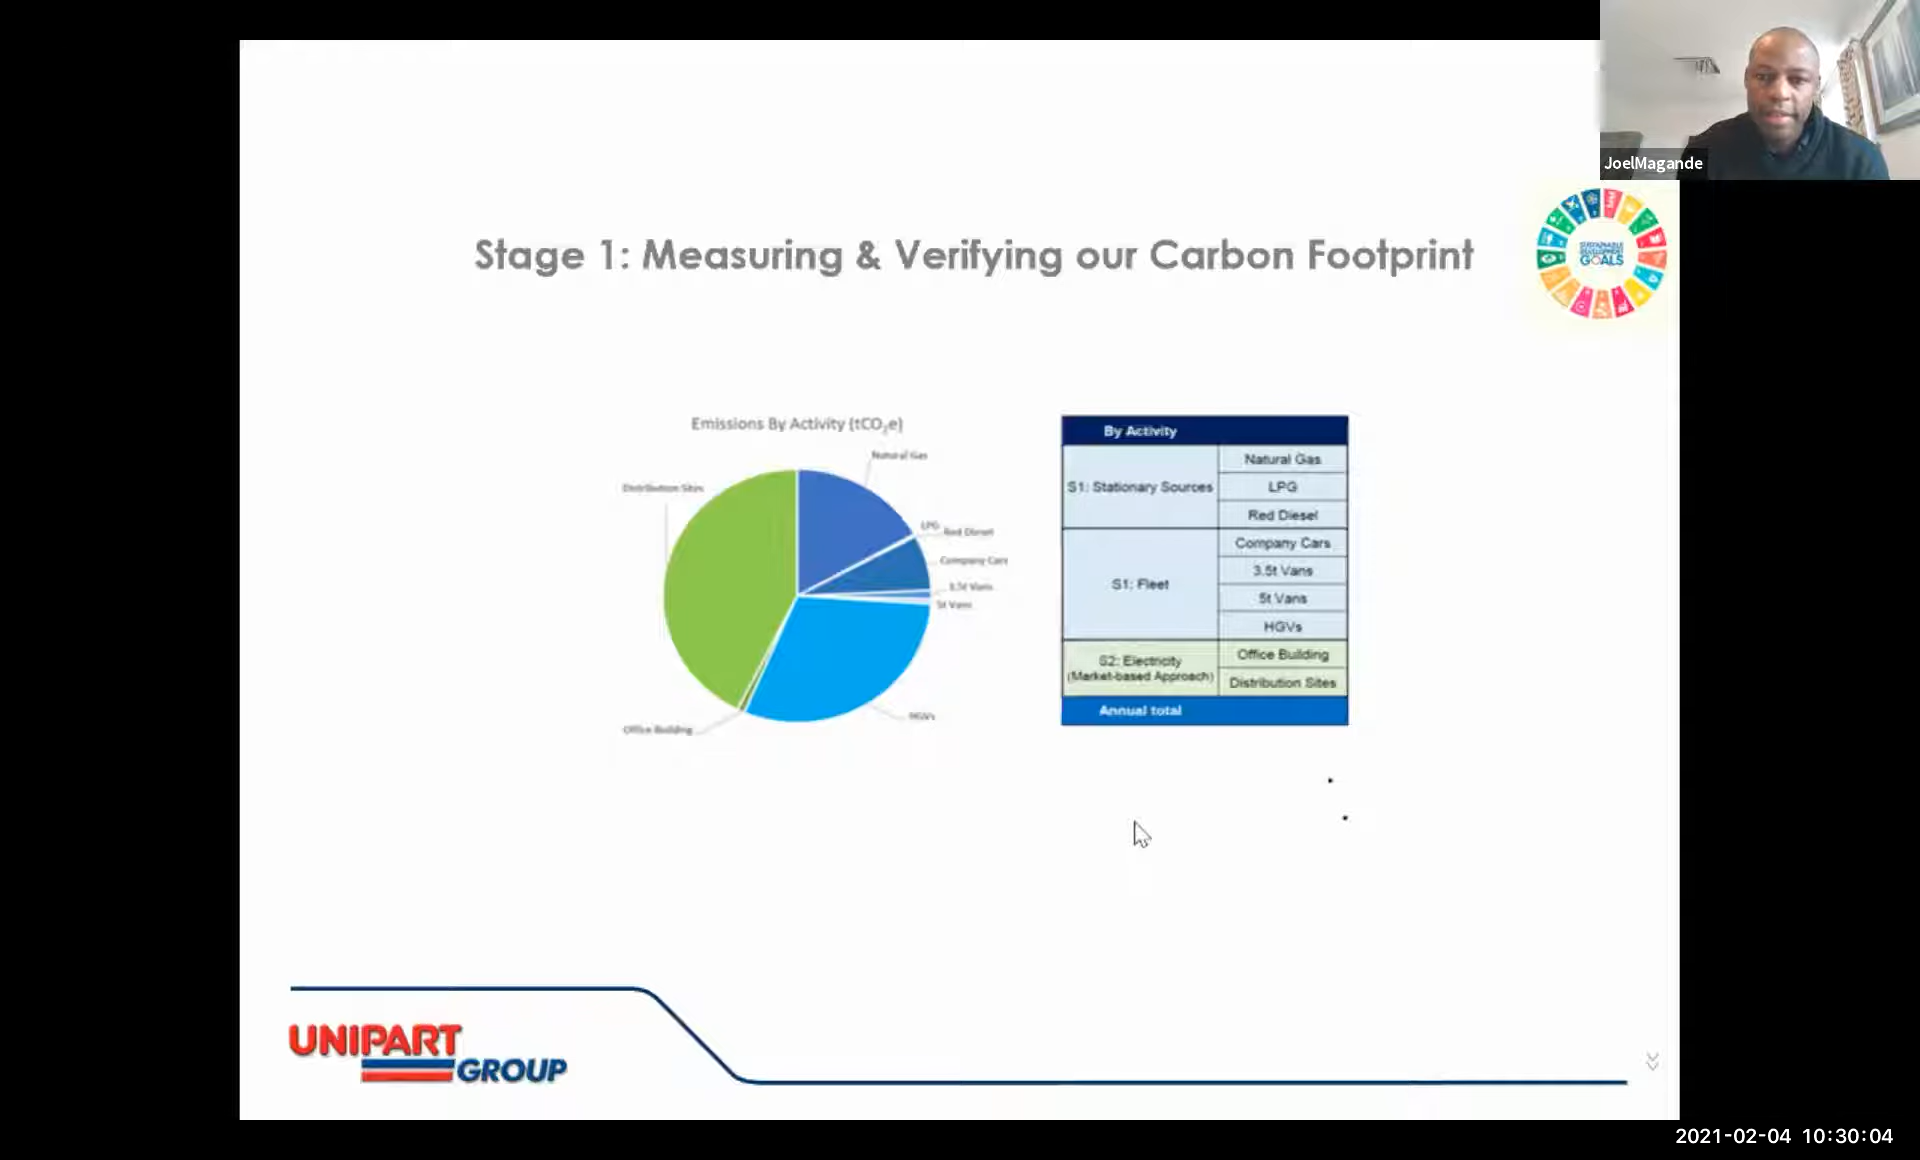 JoelMagande
SUSTAINABLE
DEVELOPMENT
GOALS
Stage 1: Measuring & Verifying our Carbon Footprint
Emissions By Activity (tCO₂e)
Natural Gas
Distribution Sites
LPG
Red Diesel
Company Cars
3.5t Vans
5t Vans
HGVs
Office Building
By Activity
S1: Stationary Sources
Natural Gas
LPG
Red Diesel
S1: Fleet
Company Cars
3.5t Vans
5t Vans
HGVs
S2: Electricity
(Market-based Approach)
Office Building
Distribution Sites
Annual total
UNIPART
GROUP
2021-02-04 10:30:04